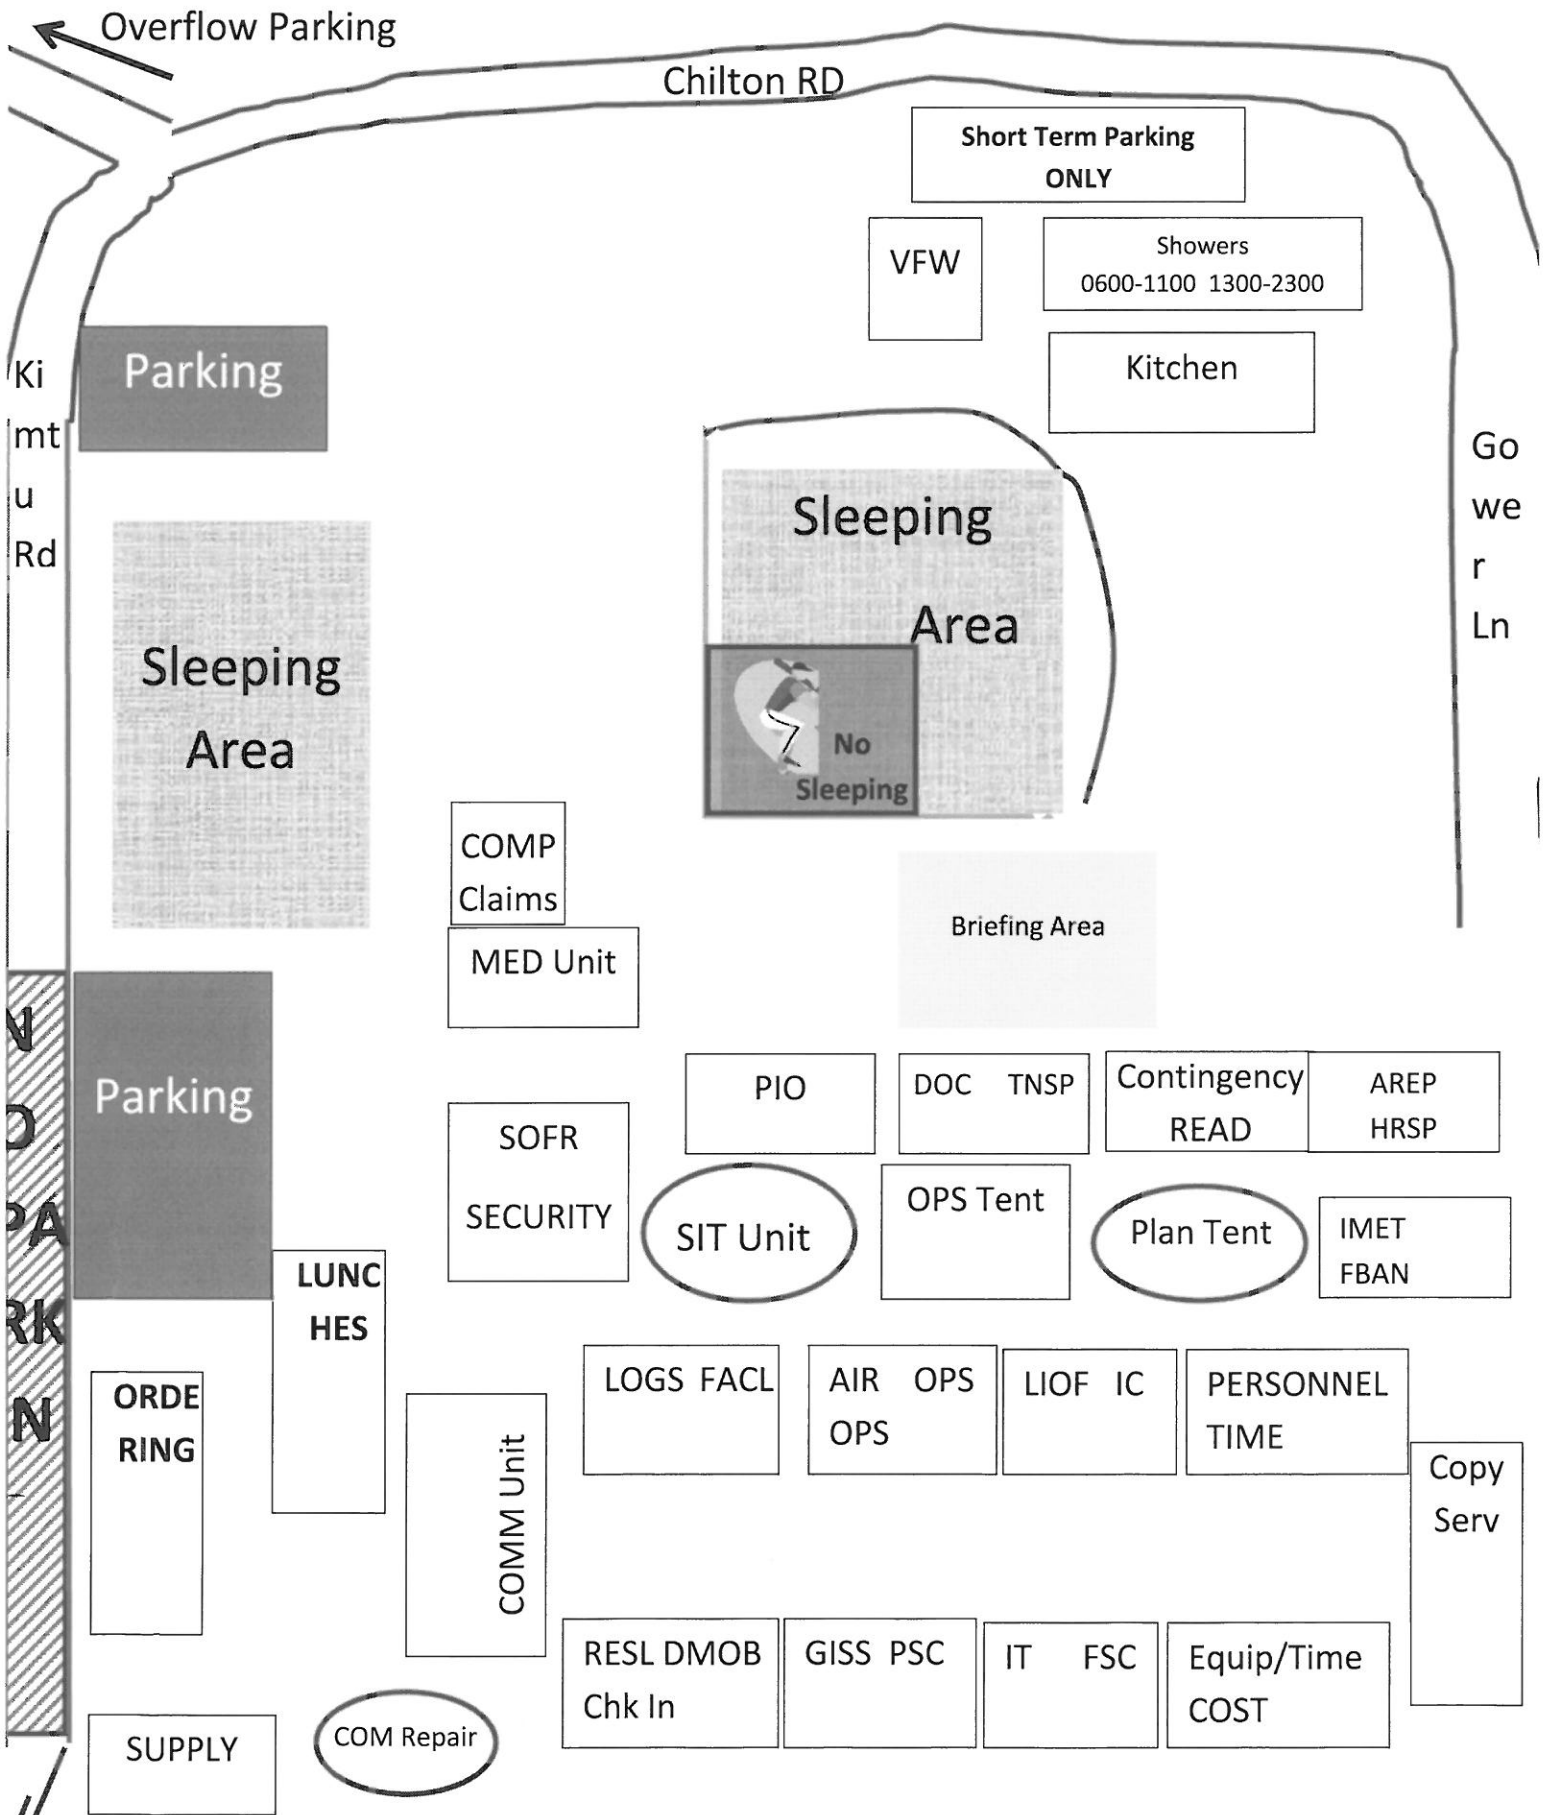 Overflow Parking
Chilton RD
Short Term Parking
ONLY
VFW
Showers
0600-1100 1300-2300
Kitchen
Parking
Ki
mt
u
Rd
Go
we
r
Ln
Sleeping
Area
Sleeping
Area
No
Sleeping
COMP
Claims
MED Unit
Briefing Area
N
O
PA
RK
N
Parking
PIO
DOC TNSP
Contingency
READ
AREP
HRSP
SOFR
SECURITY
SIT Unit
OPS Tent
Plan Tent
IMET
FBAN
LUNC
HES
ORDE
RING
COMM Unit
LOGS FACL
AIR OPS
OPS
LIOF IC
PERSONNEL
TIME
Copy
Serv
RESL DMOB
Chk In
GISS PSC
IT FSC
Equip/Time
COST
SUPPLY
COM Repair